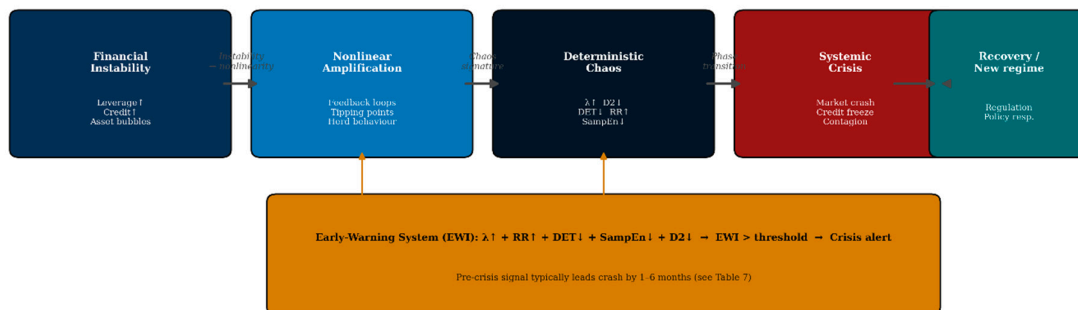 Financial
Instability
Leverage↑
Credit↑
Asset bubbles
Instability
→ nonlinearity
Nonlinear
Amplification
Feedback loops
Tipping points
Herd behaviour
Chaos
signature
Deterministic
Chaos
λ↑ D2↓
DET↓ RR↑
SampEn↓
Phase
transition
Systemic
Crisis
Market crash
Credit freeze
Contagion
Recovery /
New regime
Regulation
Policy resp.
Early-Warning System (EWI): λ↑ + RR↑ + DET↓ + SampEn↓ + D2↓ → EWI > threshold → Crisis alert
Pre-crisis signal typically leads crash by 1–6 months (see Table 7)